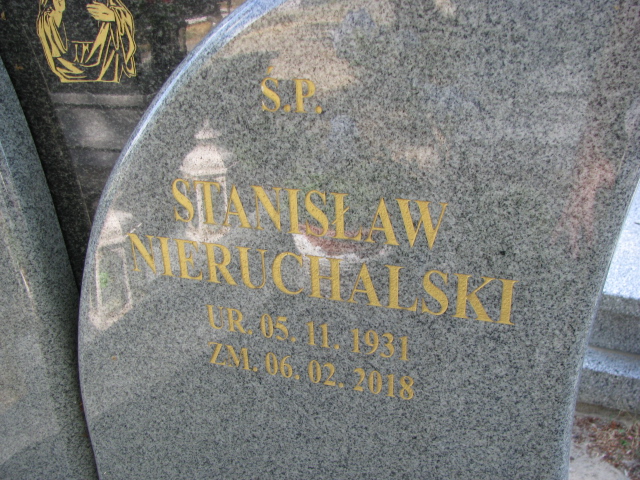 Ś.P.
STANISŁAW
NIERUCHALSKI
UR. 05. 11. 1931
ZM. 06. 02. 2018